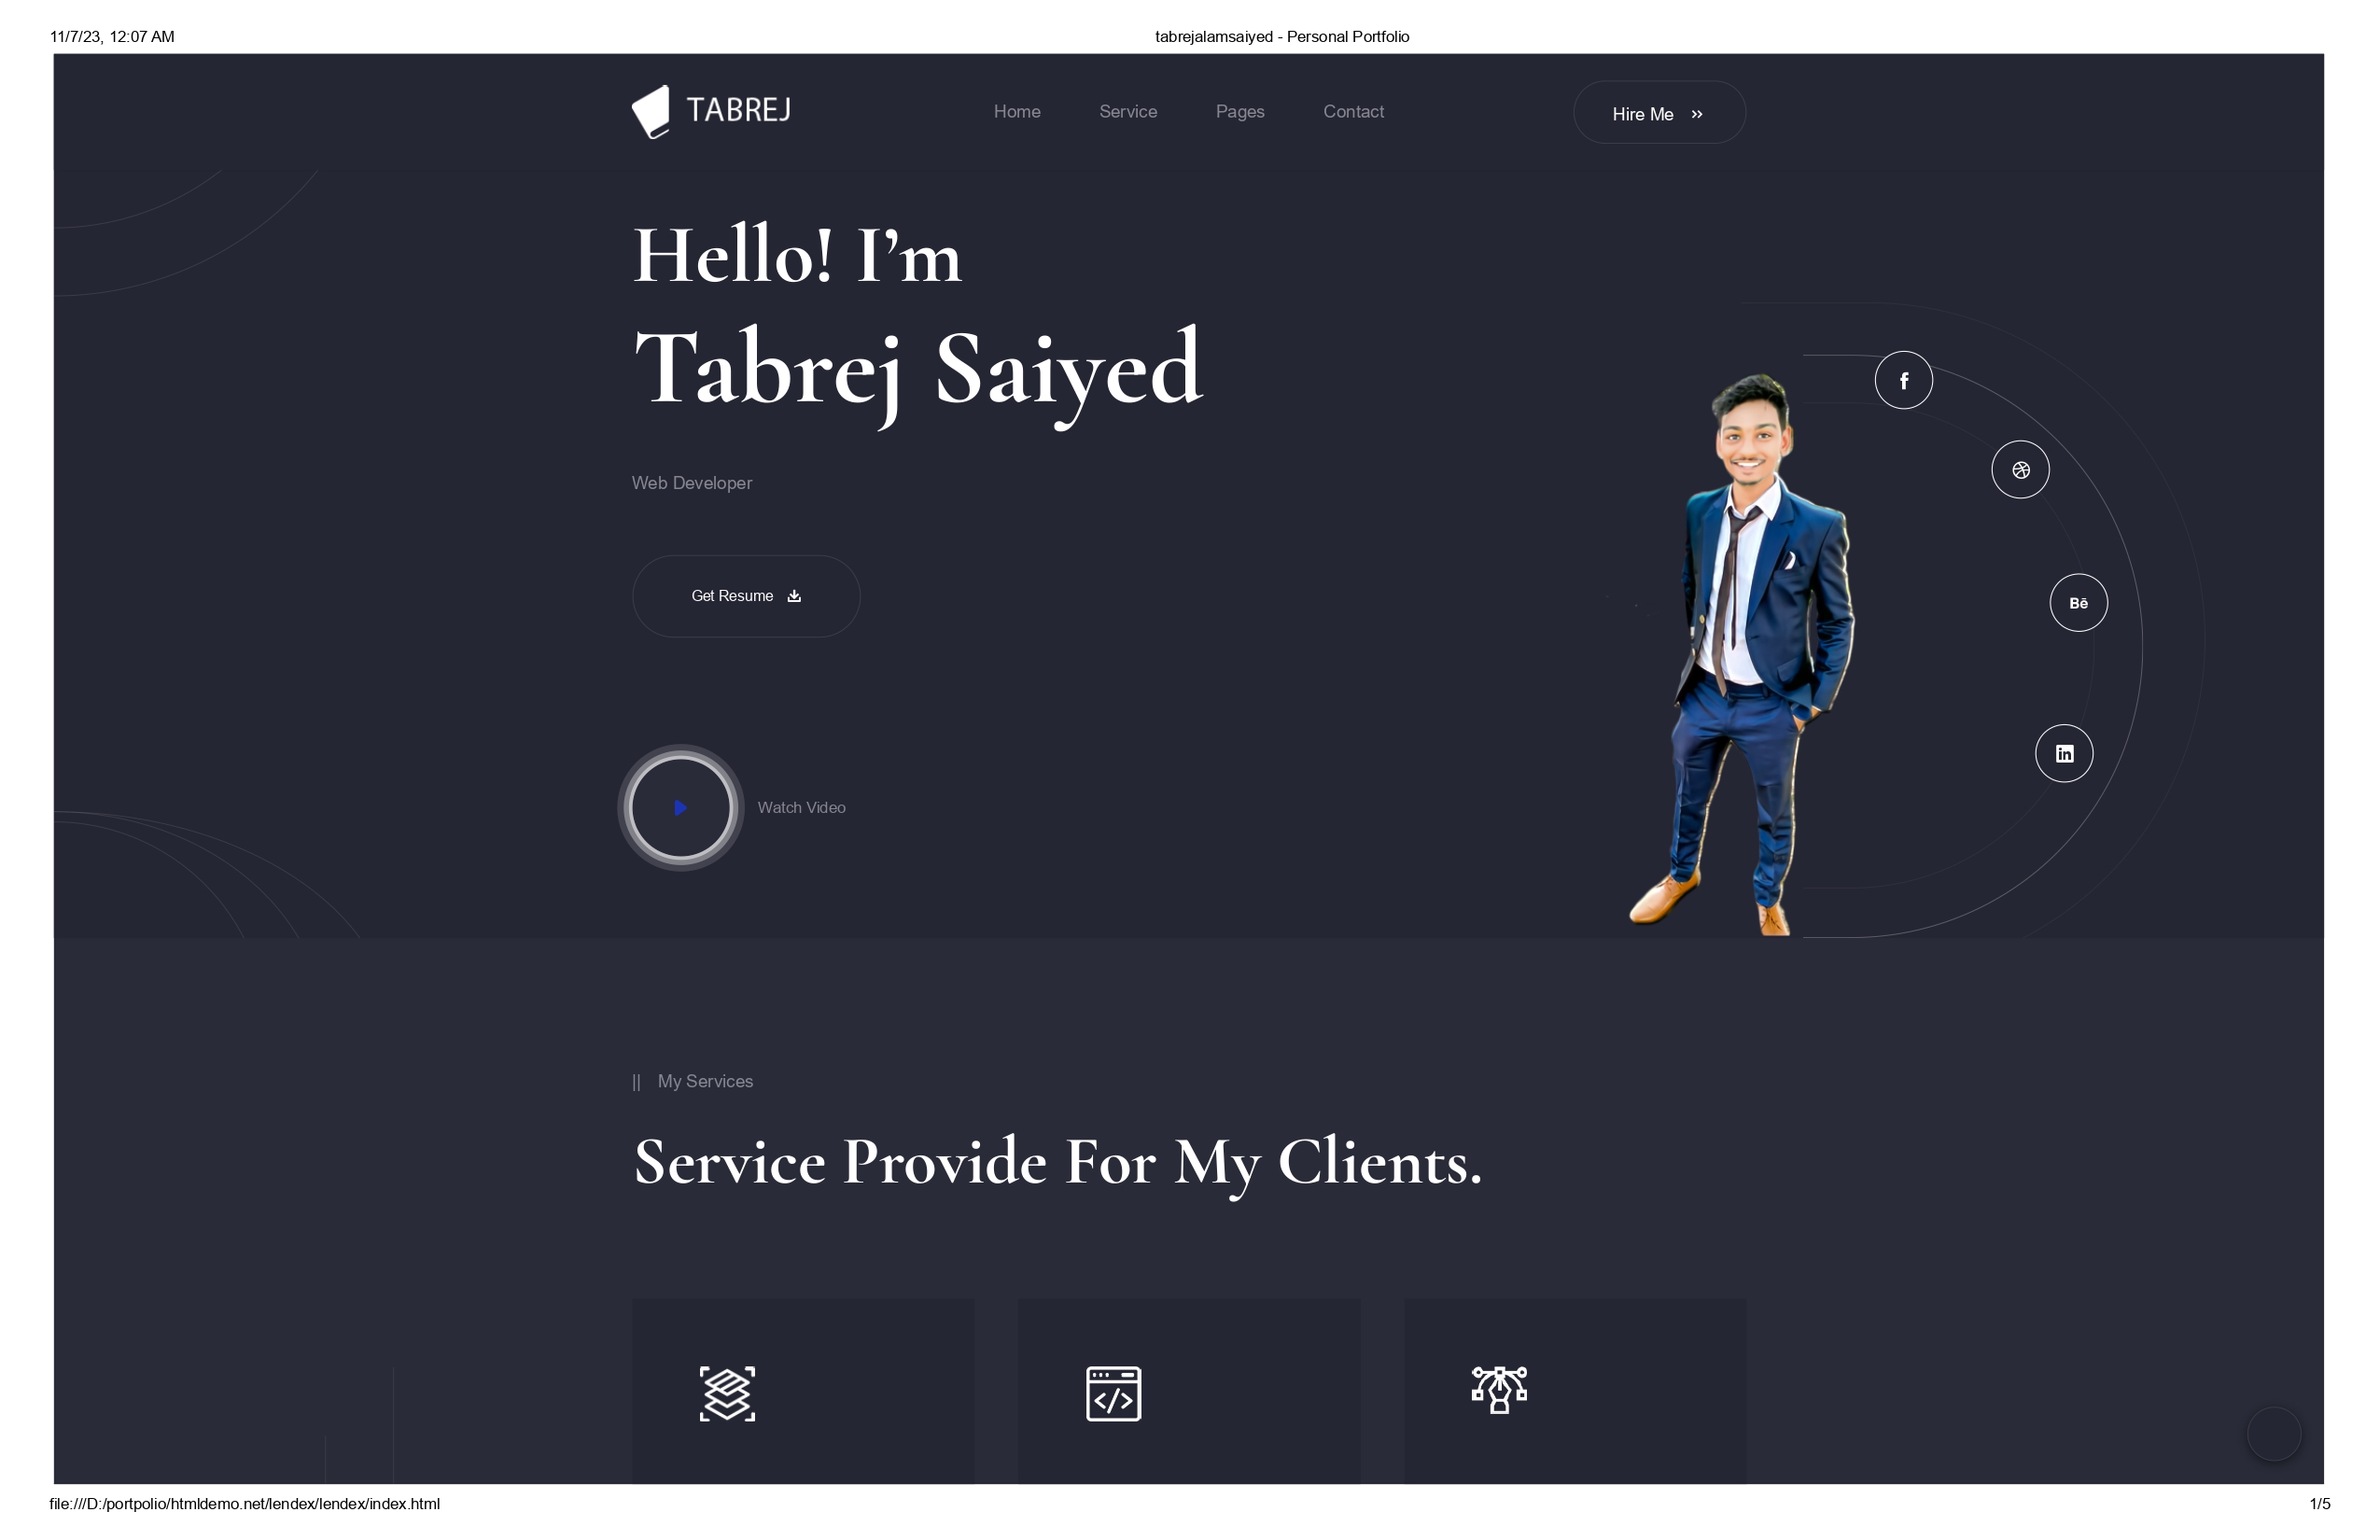 11/7/23, 12:07 AM
tabrejalamsaiyed - Personal Portfolio
TABREJ
Home Service Pages Contact
Hire Me »
Hello! I’m
Tabrej Saiyed
Web Developer
Get Resume
Watch Video
f
Bē
in
|| My Services
Service Provide For My Clients.
</>
file:///D:/portpolio/htmldemo.net/lendex/lendex/index.html
1/5